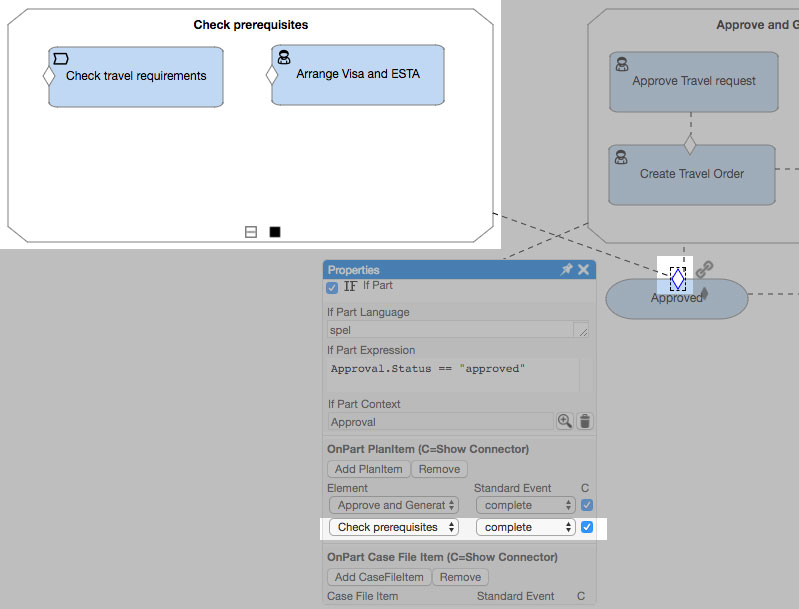 Check prerequisites
Check travel requirements
Arrange Visa and ESTA
Approve and G
Approve Travel request
Create Travel Order
Approved
Properties
IF If Part
If Part Language
spel
If Part Expression
Approval.Status == "approved"
If Part Context
Approval
OnPart PlanItem (C=Show Connector)
Add PlanItem Remove
Element Standard Event C
Approve and Generat complete
Check prerequisites complete
OnPart Case File Item (C=Show Connector)
Add CaseFileItem Remove
Case File Item Standard Event C